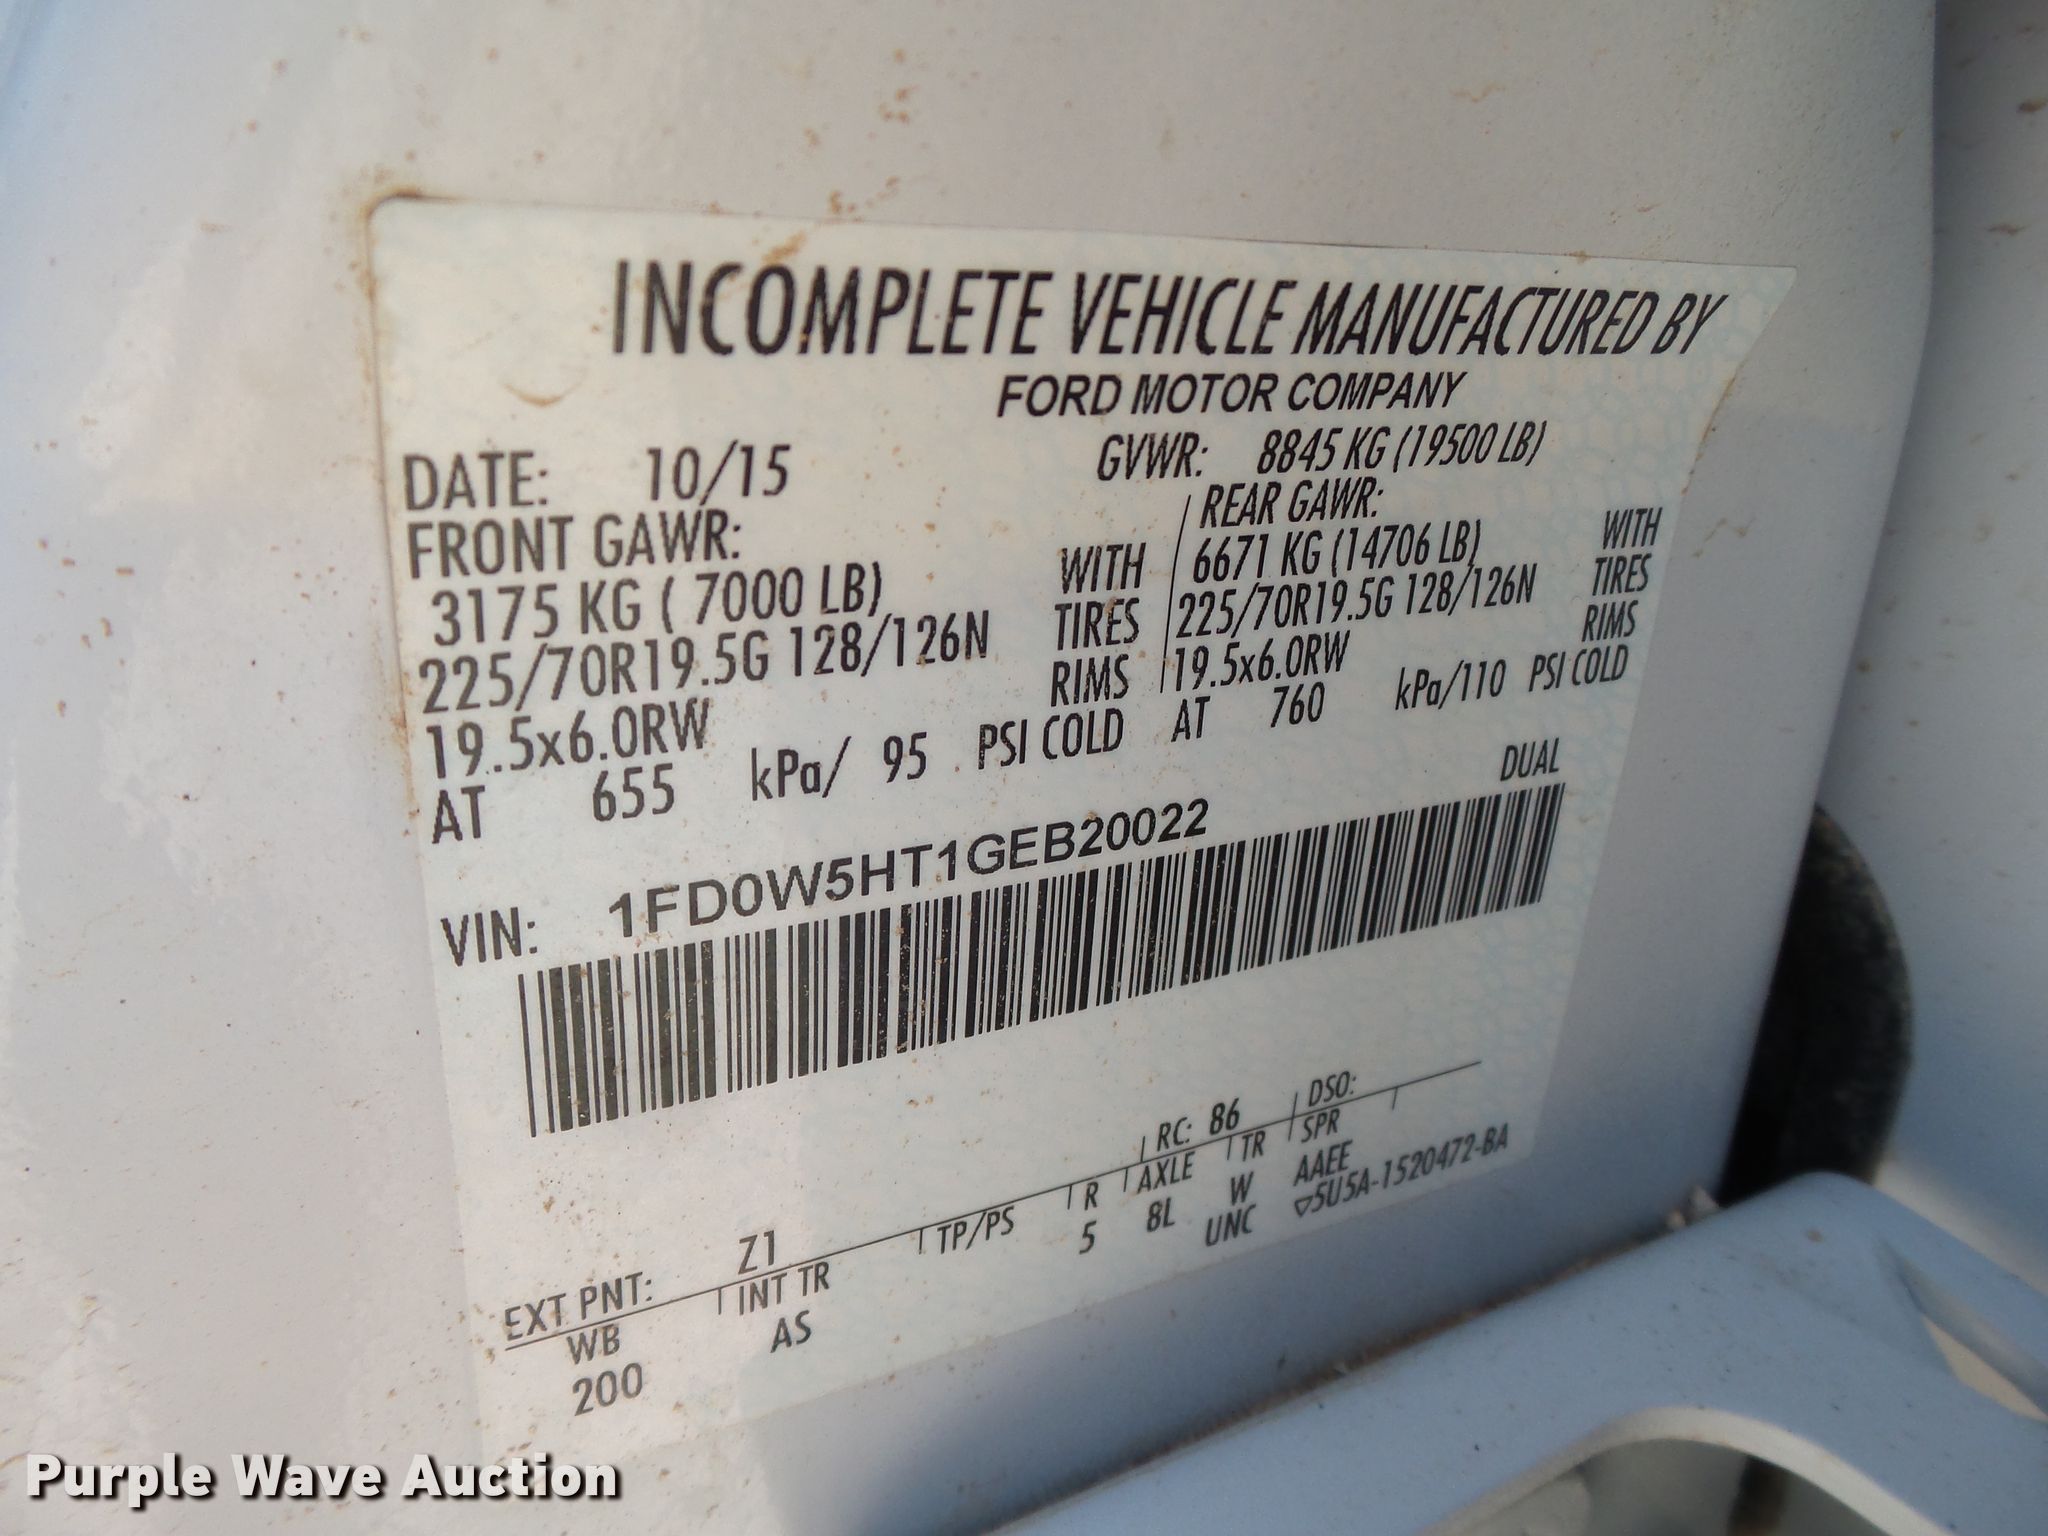 INCOMPLETE VEHICLE MANUFACTURED BY
FORD MOTOR COMPANY
DATE: 10/15 GVWR: 8845 KG (19500 LB)
FRONT GAWR: REAR GAWR:
3175 KG ( 7000 LB) WITH 6671 KG (14706 LB) WITH
225/70R19.5G 128/126N TIRES 225/70R19.5G 128/126N TIRES
19.5x6.0RW RIMS 19.5x6.0RW RIMS
AT 655 kPa/ 95 PSI COLD AT 760 kPa/110 PSI COLD
DUAL
VIN: 1FD0W5HT1GEB20022
EXT PNT: Z1 RC: 86 DSO:
WB INT TR TP/PS R AXLE TR SPR
200 AS 5 8L W AAEE
UNC ▽5U5A-1520472-BA
Purple Wave Auction